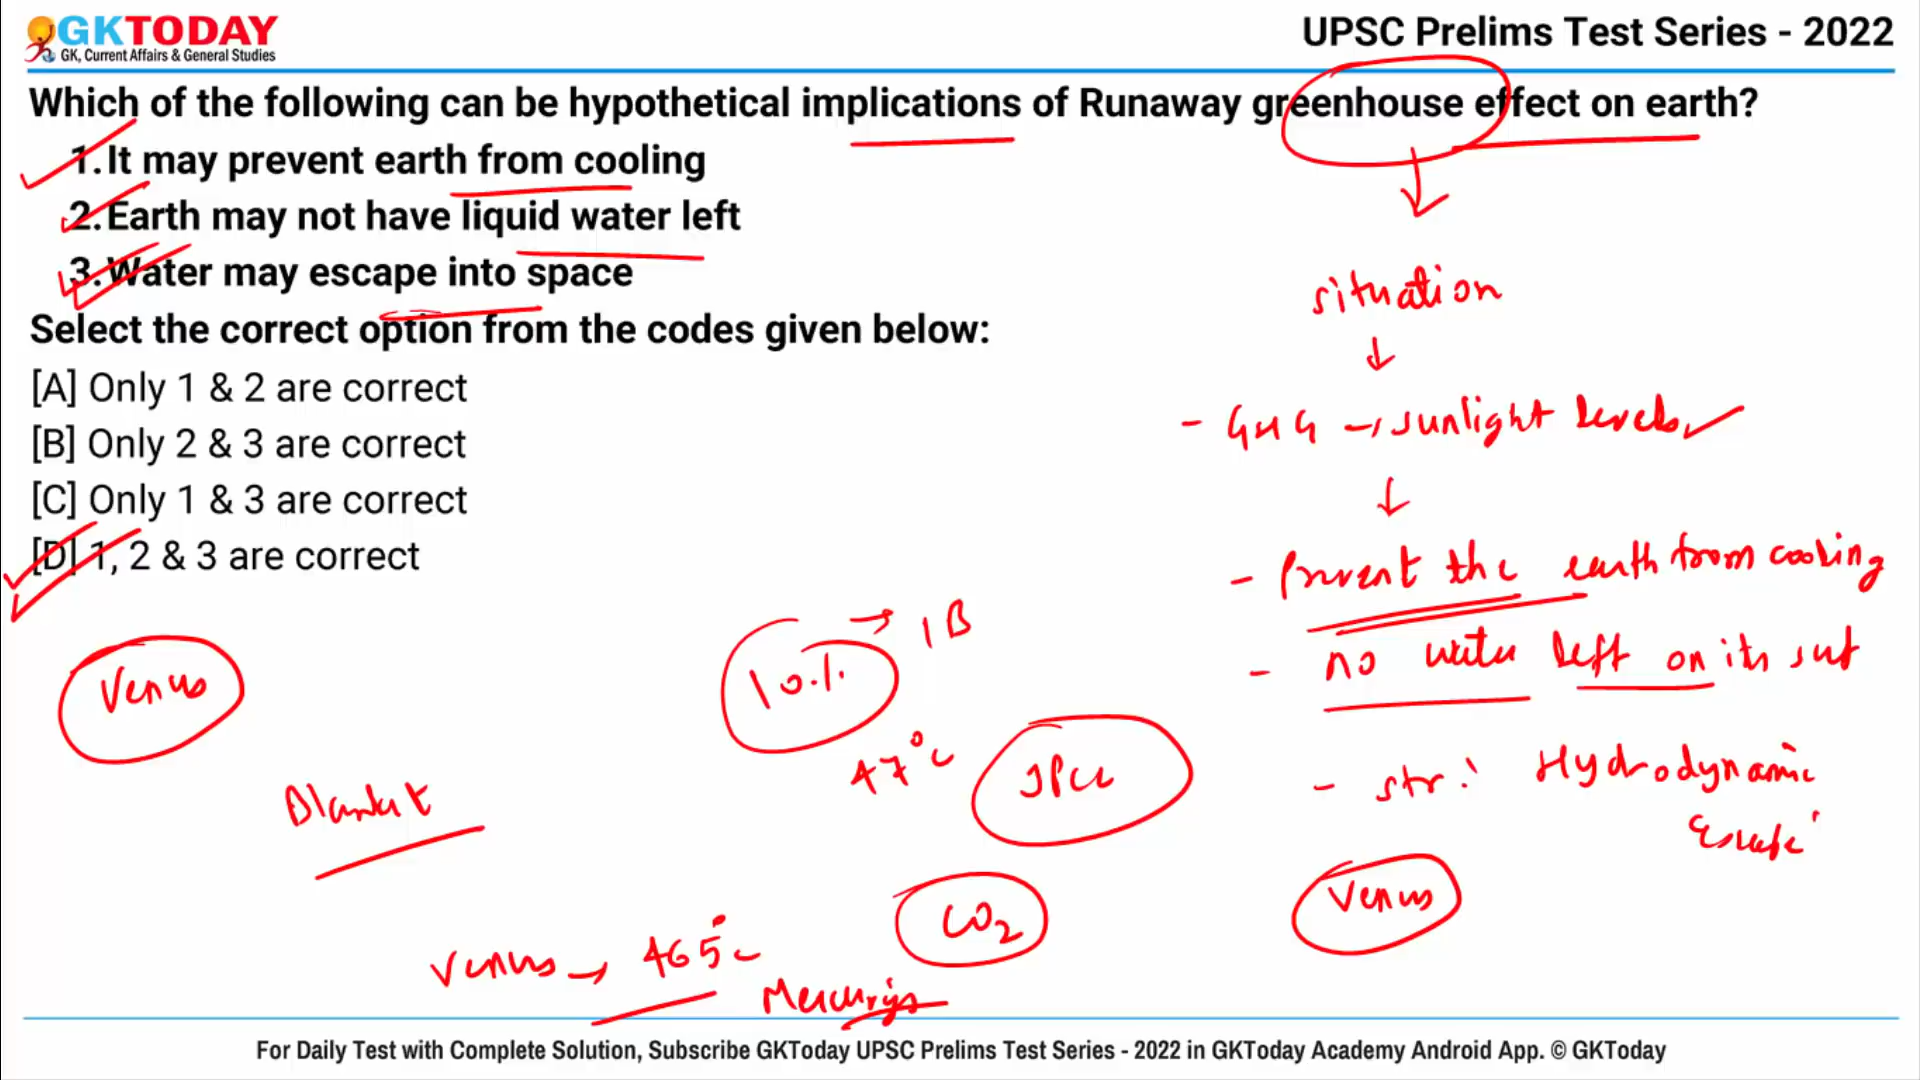 GKTODAY
GK, Current Affairs & General Studies
UPSC Prelims Test Series - 2022
Which of the following can be hypothetical implications of Runaway greenhouse effect on earth?
1. It may prevent earth from cooling
2. Earth may not have liquid water left
3. Water may escape into space
Select the correct option from the codes given below:
[A] Only 1 & 2 are correct
[B] Only 2 & 3 are correct
[C] Only 1 & 3 are correct
[D] 1, 2 & 3 are correct
situation
- GHG → sunlight levels
- Prevent the earth from cooling
- no water left on its surf
- str: Hydrodynamic
Escape
Venus
10.1. → 1B
47°C
IPCC
CO2
Venus
Blanket
Venus → 465°C
For Daily Test with Complete Solution, Subscribe GKToday UPSC Prelims Test Series - 2022 in GKToday Academy Android App. © GKToday